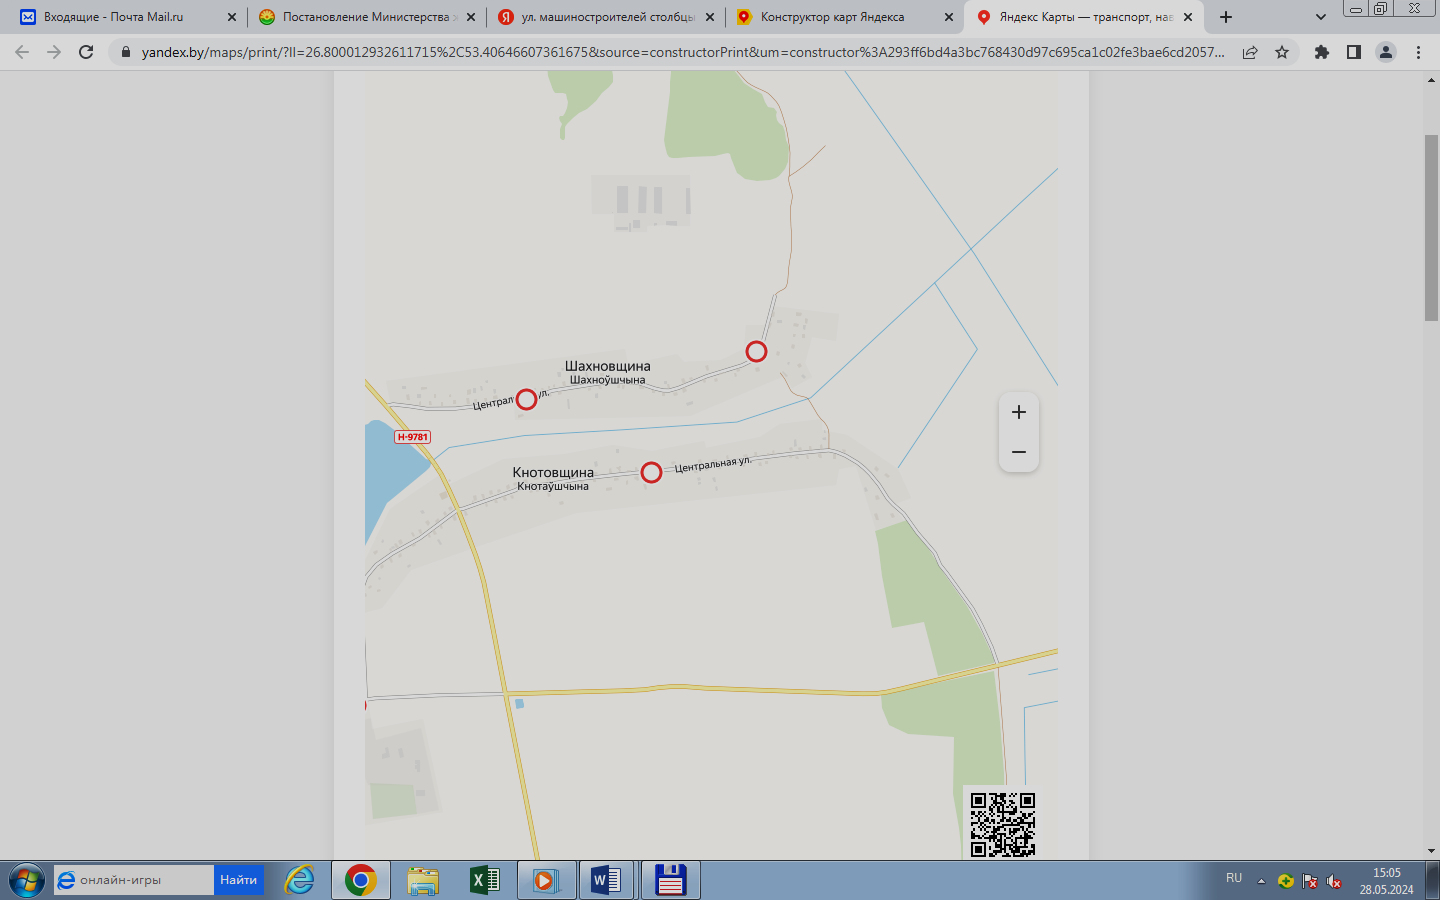 Входящие - Почта Mail.ru
Постановление Министерства
ул. машиностроителей столбцы
Конструктор карт Яндекса
Яндекс Карты — транспорт, нав
yandex.by/maps/print/?ll=26.800012932611715%2C53.40646607361675&source=constructorPrint&um=constructor%3A293ff6bd4a3bc768430d97c695ca1c02fe3bae6cd2057...
Шахновщина
Шахноўшчына
Централ ул.
Н-9781
Кнотовщина
Кнотаўшчына
Центральная ул.
онлайн-игры
Найти
RU
15:05
28.05.2024